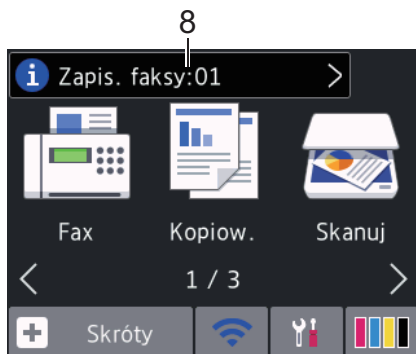 8
Zapis. faksy:01
Fax Kopiow. Skanuj
1 / 3
Skróty